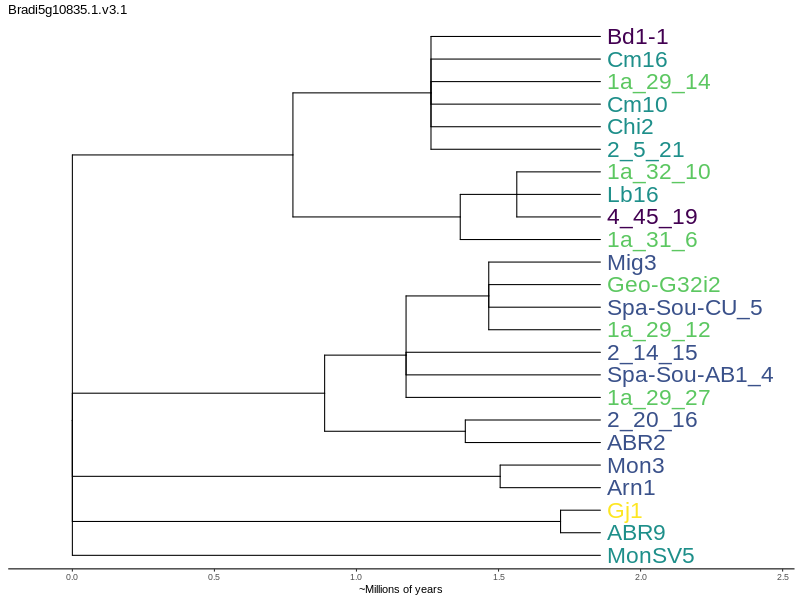 Bradi5g10835.1.v3.1
Bd1-1
Cm16
1a_29_14
Cm10
Chi2
2_5_21
1a_32_10
Lb16
4_45_19
1a_31_6
Mig3
Geo-G32i2
Spa-Sou-CU_5
1a_29_12
2_14_15
Spa-Sou-AB1_4
1a_29_27
2_20_16
ABR2
Mon3
Arn1
Gj1
ABR9
MonSV5
0.0 0.5 1.0 1.5 2.0 2.5
~Millions of years